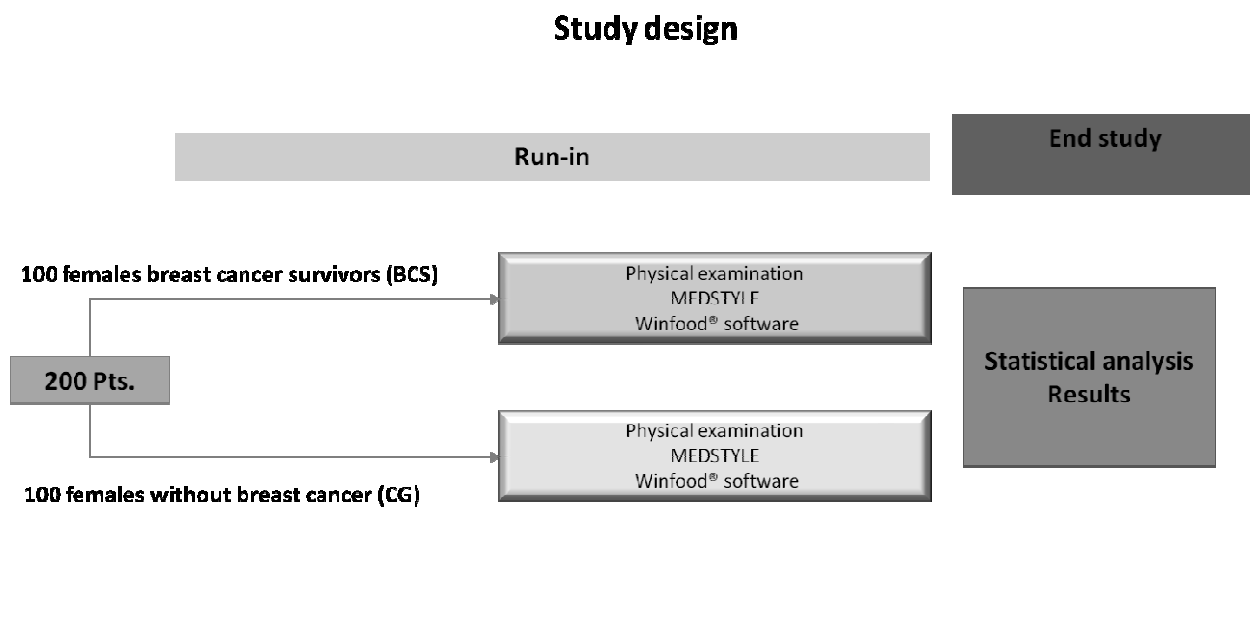 Study design
Run-in
End study
100 females breast cancer survivors (BCS)
Physical examination
MEDSTYLE
Winfood® software
200 Pts.
Statistical analysis
Results
Physical examination
MEDSTYLE
Winfood® software
100 females without breast cancer (CG)